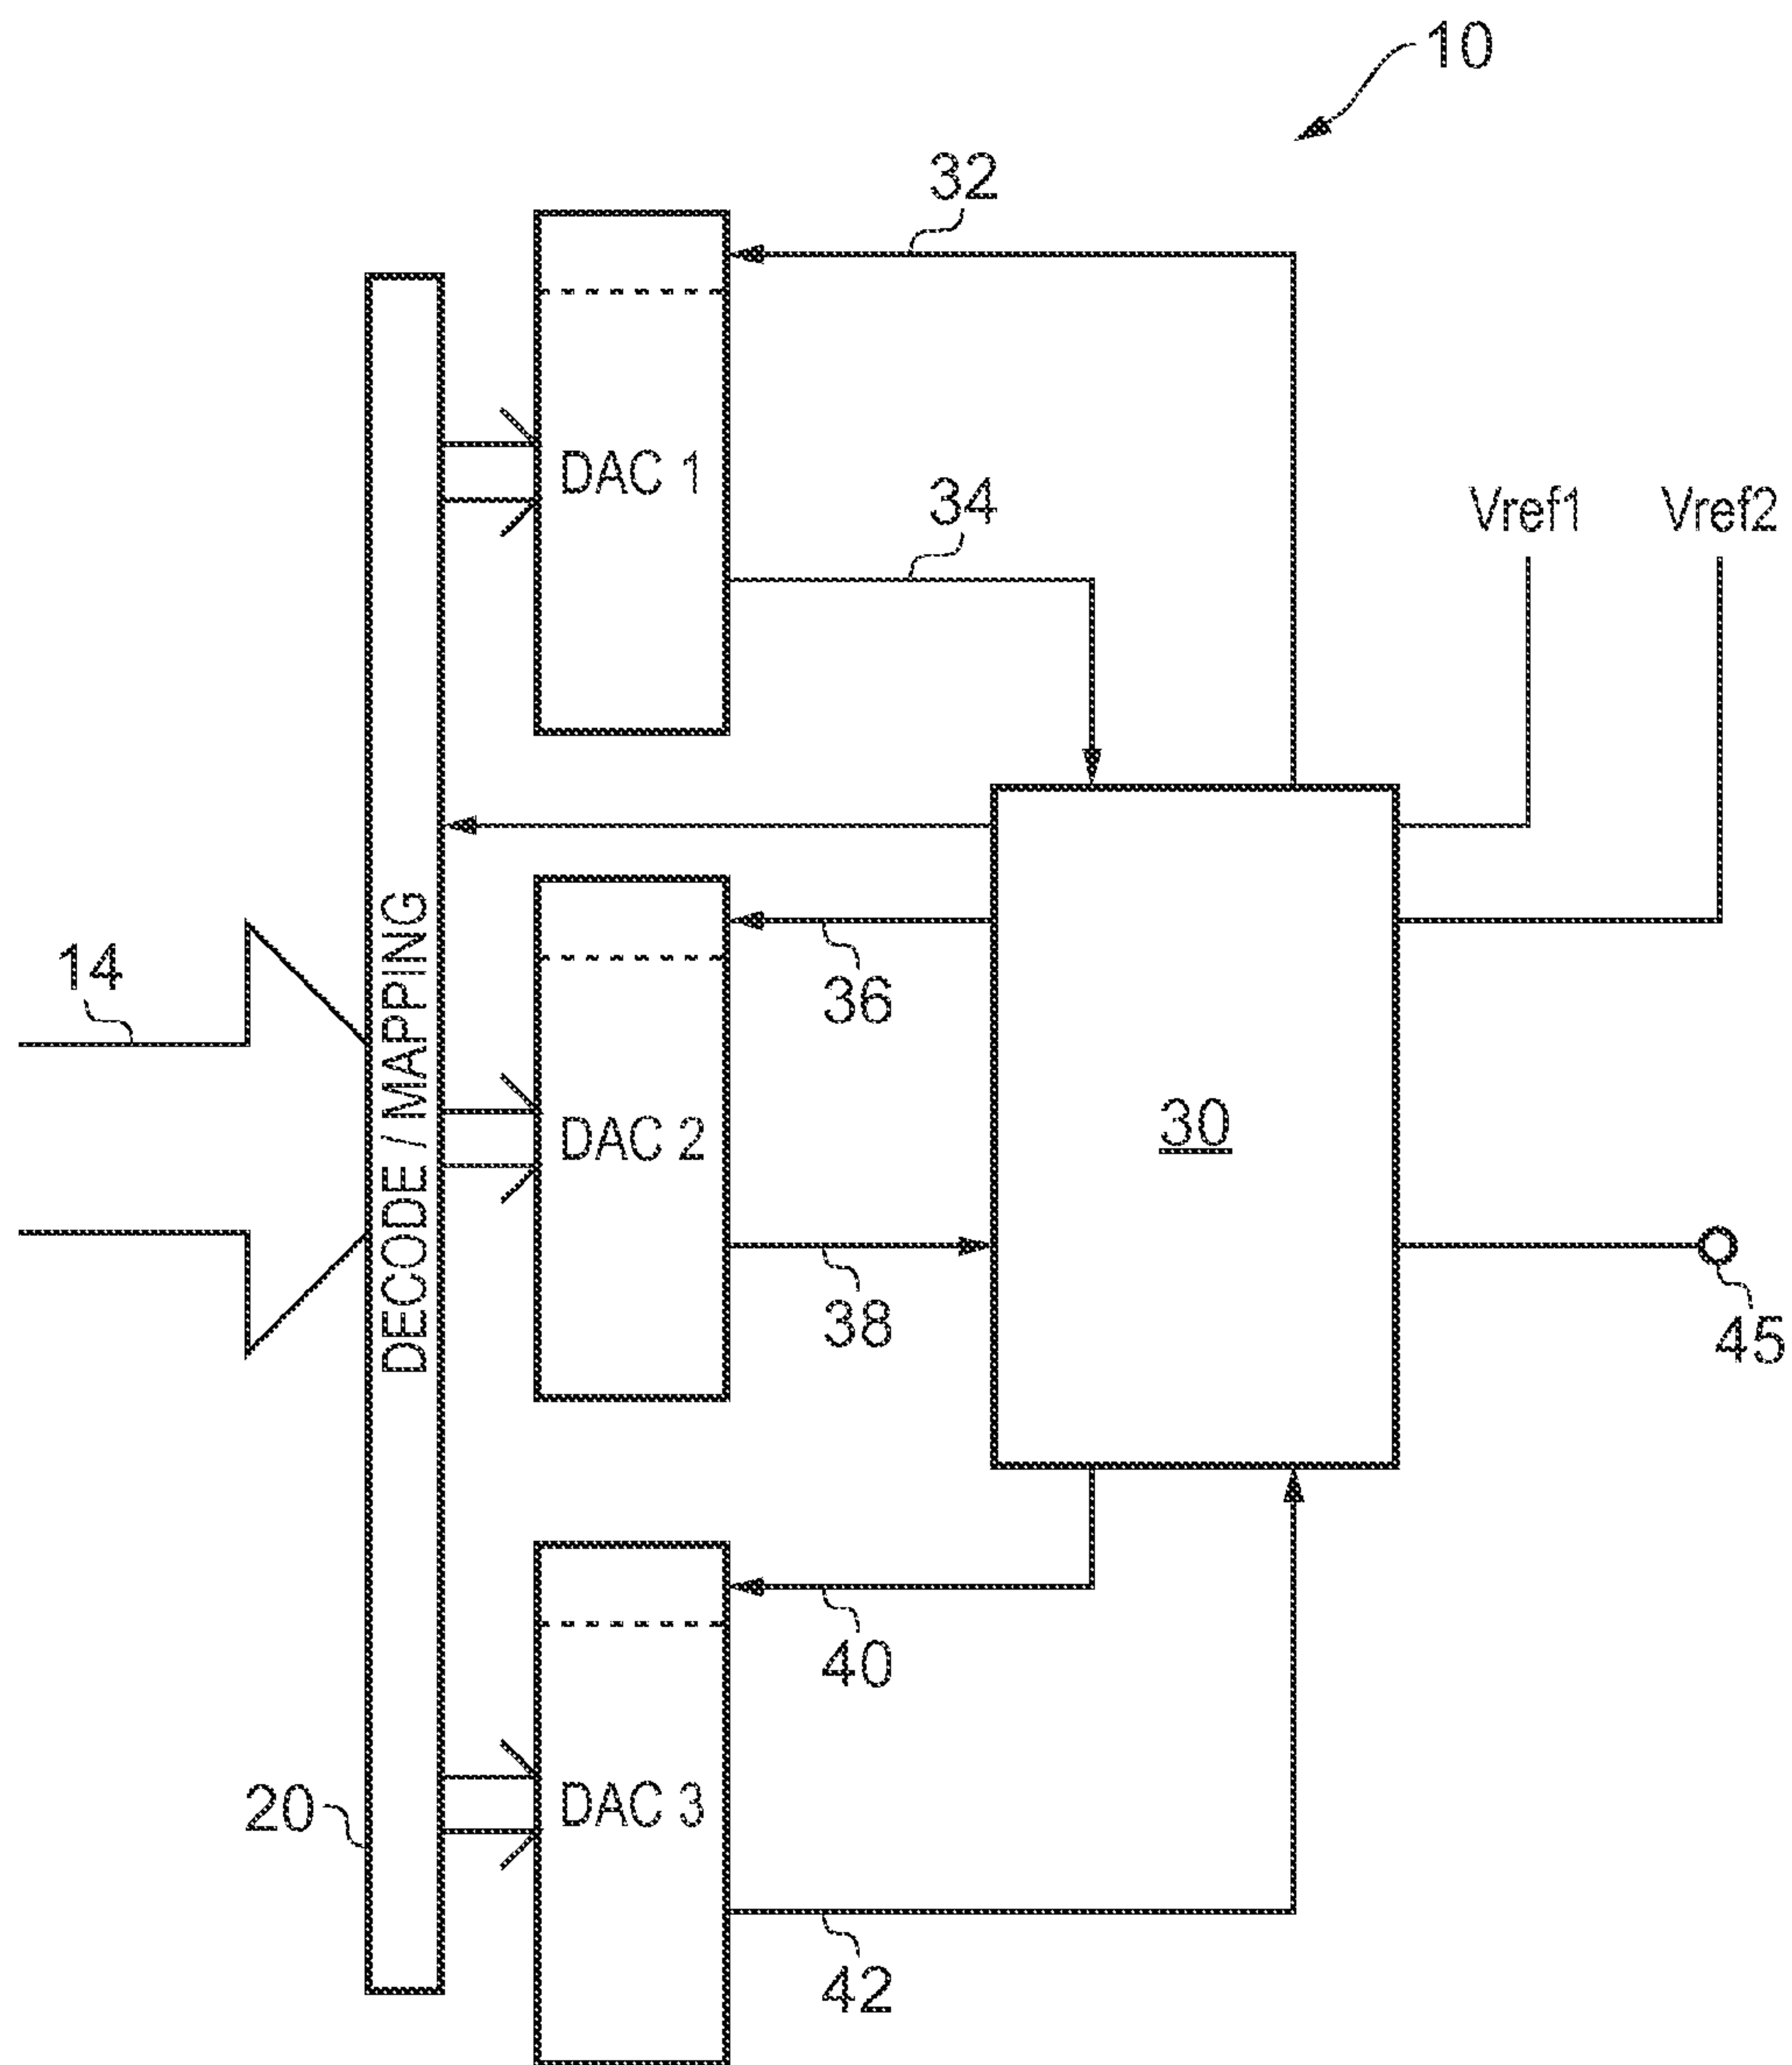 10
32
DAC 1
34
Vref1 Vref2
14
DECODE / MAPPING
36
DAC 2
30
38
45
40
20
DAC 3
42